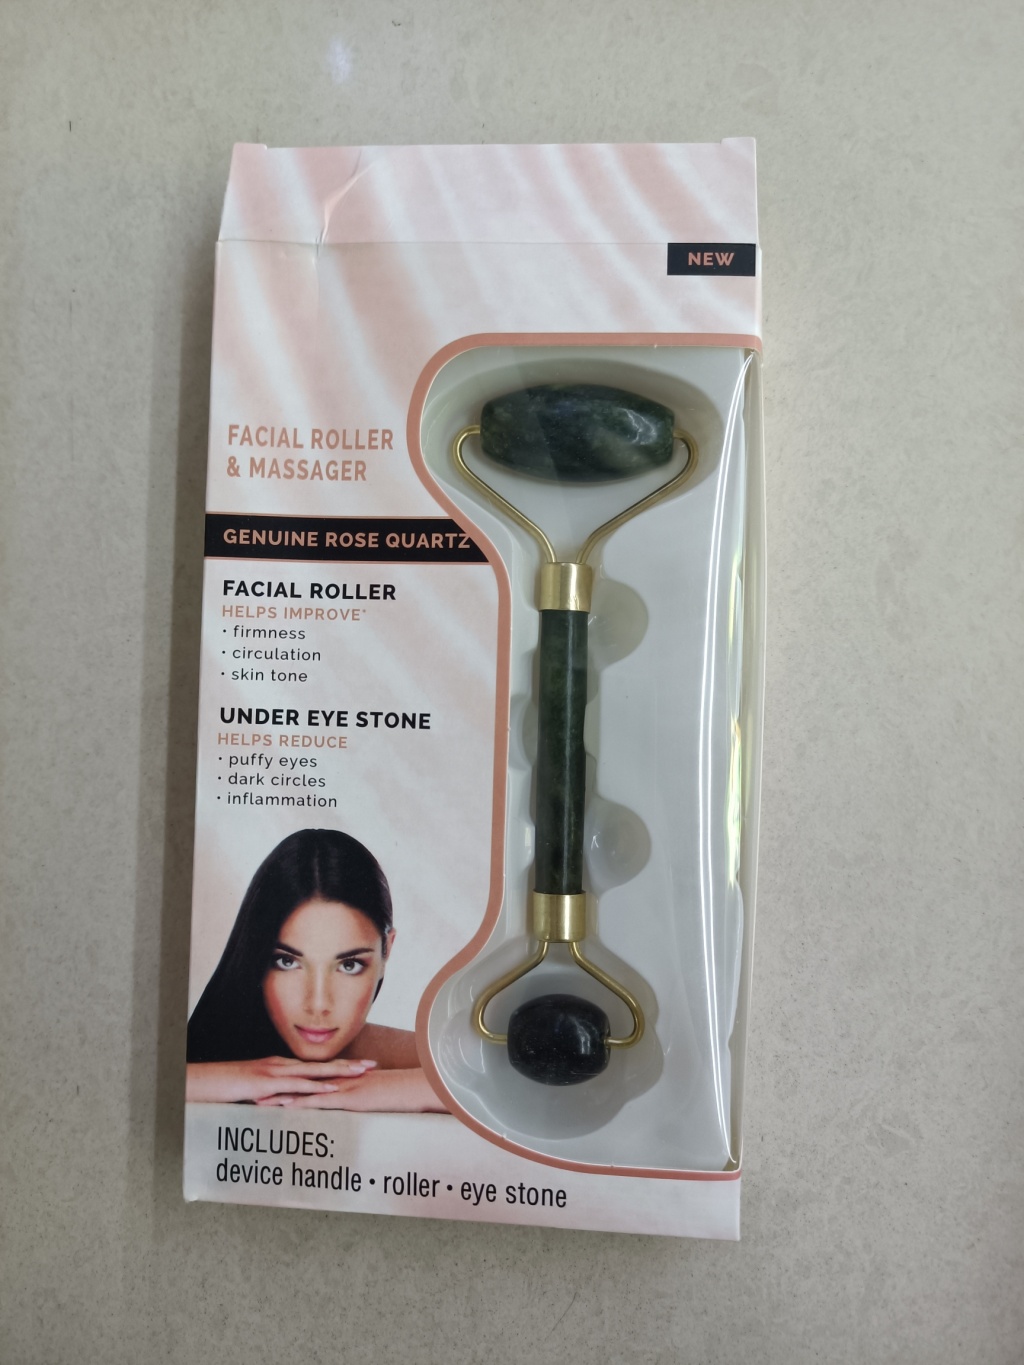 NEW
FACIAL ROLLER
& MASSAGER
GENUINE ROSE QUARTZ
FACIAL ROLLER
HELPS IMPROVE*
• firmness
• circulation
• skin tone
UNDER EYE STONE
HELPS REDUCE
• puffy eyes
• dark circles
• inflammation
INCLUDES:
device handle • roller • eye stone